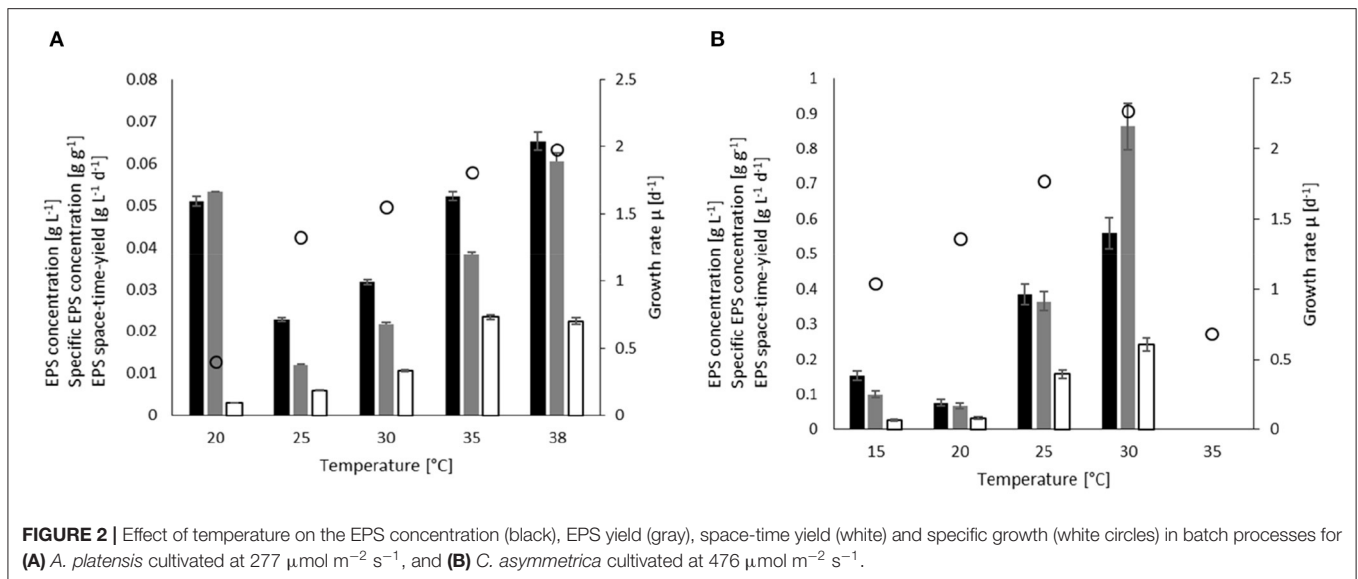 A
EPS concentration [g L-1]
Specific EPS concentration [g g-1]
EPS space-time-yield [g L-1 d-1]
0.08
0.07
0.06
0.05
0.04
0.03
0.02
0.01
0
2.5
2
1.5
1
0.5
0
Growth rate μ [d-1]
20 25 30 35 38
Temperature [°C]
B
EPS concentration [g L-1]
Specific EPS concentration [g g-1]
EPS space-time-yield [g L-1 d-1]
1
0.9
0.8
0.7
0.6
0.5
0.4
0.3
0.2
0.1
0
2.5
2
1.5
1
0.5
0
Growth rate μ [d-1]
15 20 25 30 35
Temperature [°C]
FIGURE 2 | Effect of temperature on the EPS concentration (black), EPS yield (gray), space-time yield (white) and specific growth (white circles) in batch processes for
(A) A. platensis cultivated at 277 μmol m−2 s−1, and (B) C. asymmetrica cultivated at 476 μmol m−2 s−1.